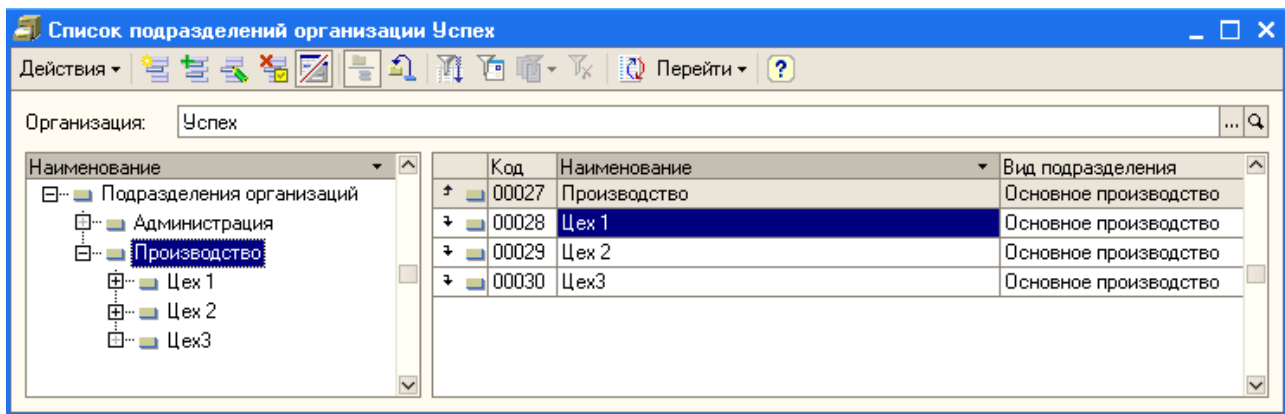 Список подразделений организации Успех
Действия Перейти ?
Организация: Успех ...
Наименование
Подразделения организаций
Администрация
Производство
Цех 1
Цех 2
Цех3
Код Наименование Вид подразделения
00027 Производство Основное производство
00028 Цех 1 Основное производство
00029 Цех 2 Основное производство
00030 Цех3 Основное производство